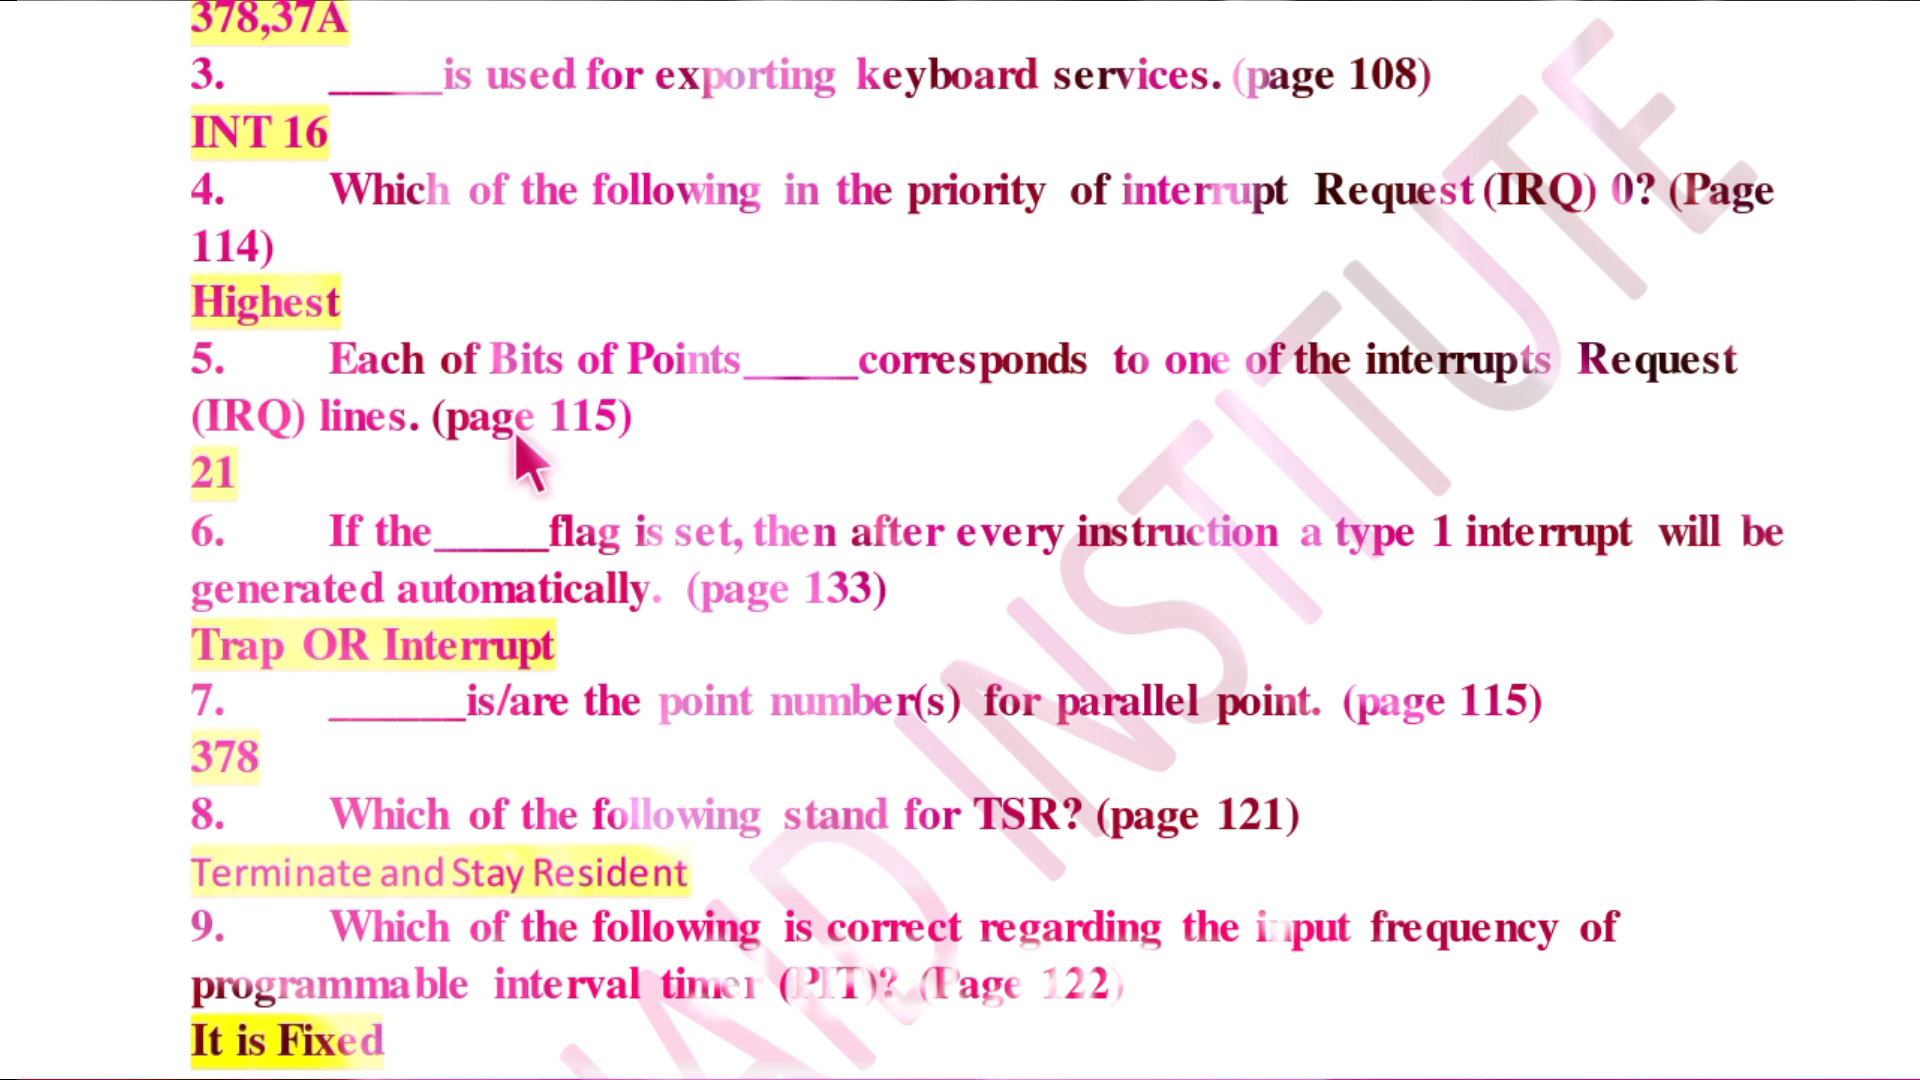 378,37A
3. _____is used for exporting keyboard services. (page 108)
INT 16
4. Which of the following in the priority of interrupt Request (IRQ) 0? (Page
114)
Highest
5. Each of Bits of Points_____corresponds to one of the interrupts Request
(IRQ) lines. (page 115)
21
6. If the_____flag is set, then after every instruction a type 1 interrupt will be
generated automatically. (page 133)
Trap OR Interrupt
7. ______is/are the point number(s) for parallel point. (page 115)
378
8. Which of the following stand for TSR? (page 121)
Terminate and Stay Resident
9. Which of the following is correct regarding the input frequency of
programmable interval timer (PIT)? (Page 122)
It is Fixed
INSTITUTE